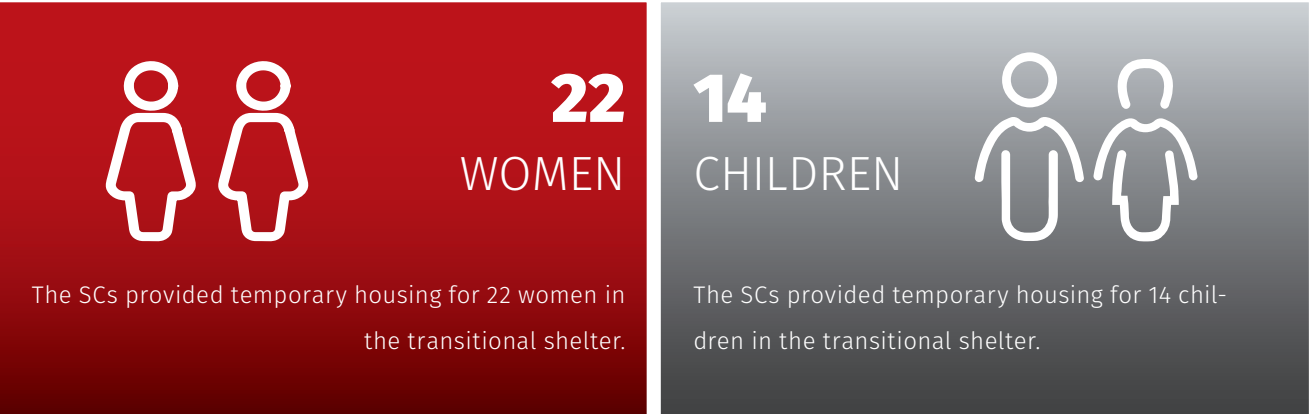 22
WOMEN
The SCs provided temporary housing for 22 women in
the transitional shelter.
14
CHILDREN
The SCs provided temporary housing for 14 chil-
dren in the transitional shelter.